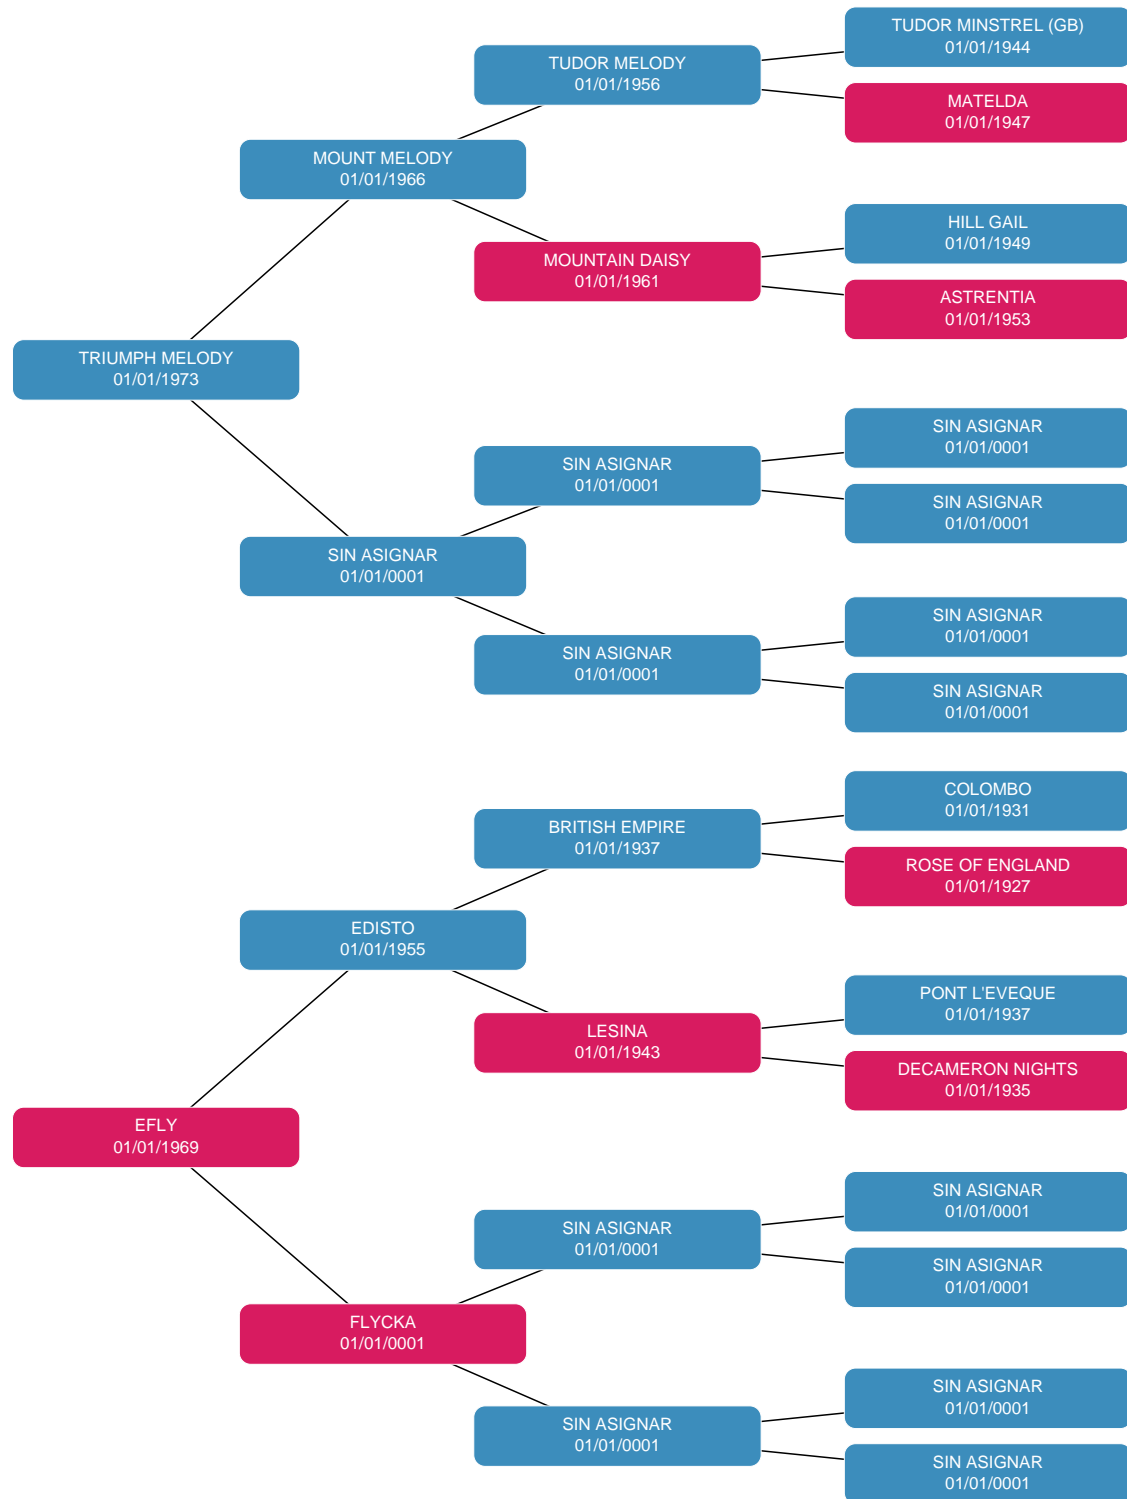 TUDOR MINSTREL (GB)
01/01/1944
TUDOR MELODY
01/01/1956
MATELDA
01/01/1947
MOUNT MELODY
01/01/1966
HILL GAIL
01/01/1949
MOUNTAIN DAISY
01/01/1961
ASTRENTIA
01/01/1953
TRIUMPH MELODY
01/01/1973
SIN ASIGNAR
01/01/0001
SIN ASIGNAR
01/01/0001
SIN ASIGNAR
01/01/0001
SIN ASIGNAR
01/01/0001
SIN ASIGNAR
01/01/0001
SIN ASIGNAR
01/01/0001
SIN ASIGNAR
01/01/0001
COLOMBO
01/01/1931
BRITISH EMPIRE
01/01/1937
ROSE OF ENGLAND
01/01/1927
EDISTO
01/01/1955
PONT L'EVEQUE
01/01/1937
LESINA
01/01/1943
DECAMERON NIGHTS
01/01/1935
EFLY
01/01/1969
SIN ASIGNAR
01/01/0001
SIN ASIGNAR
01/01/0001
SIN ASIGNAR
01/01/0001
FLYCKA
01/01/0001
SIN ASIGNAR
01/01/0001
SIN ASIGNAR
01/01/0001
SIN ASIGNAR
01/01/0001